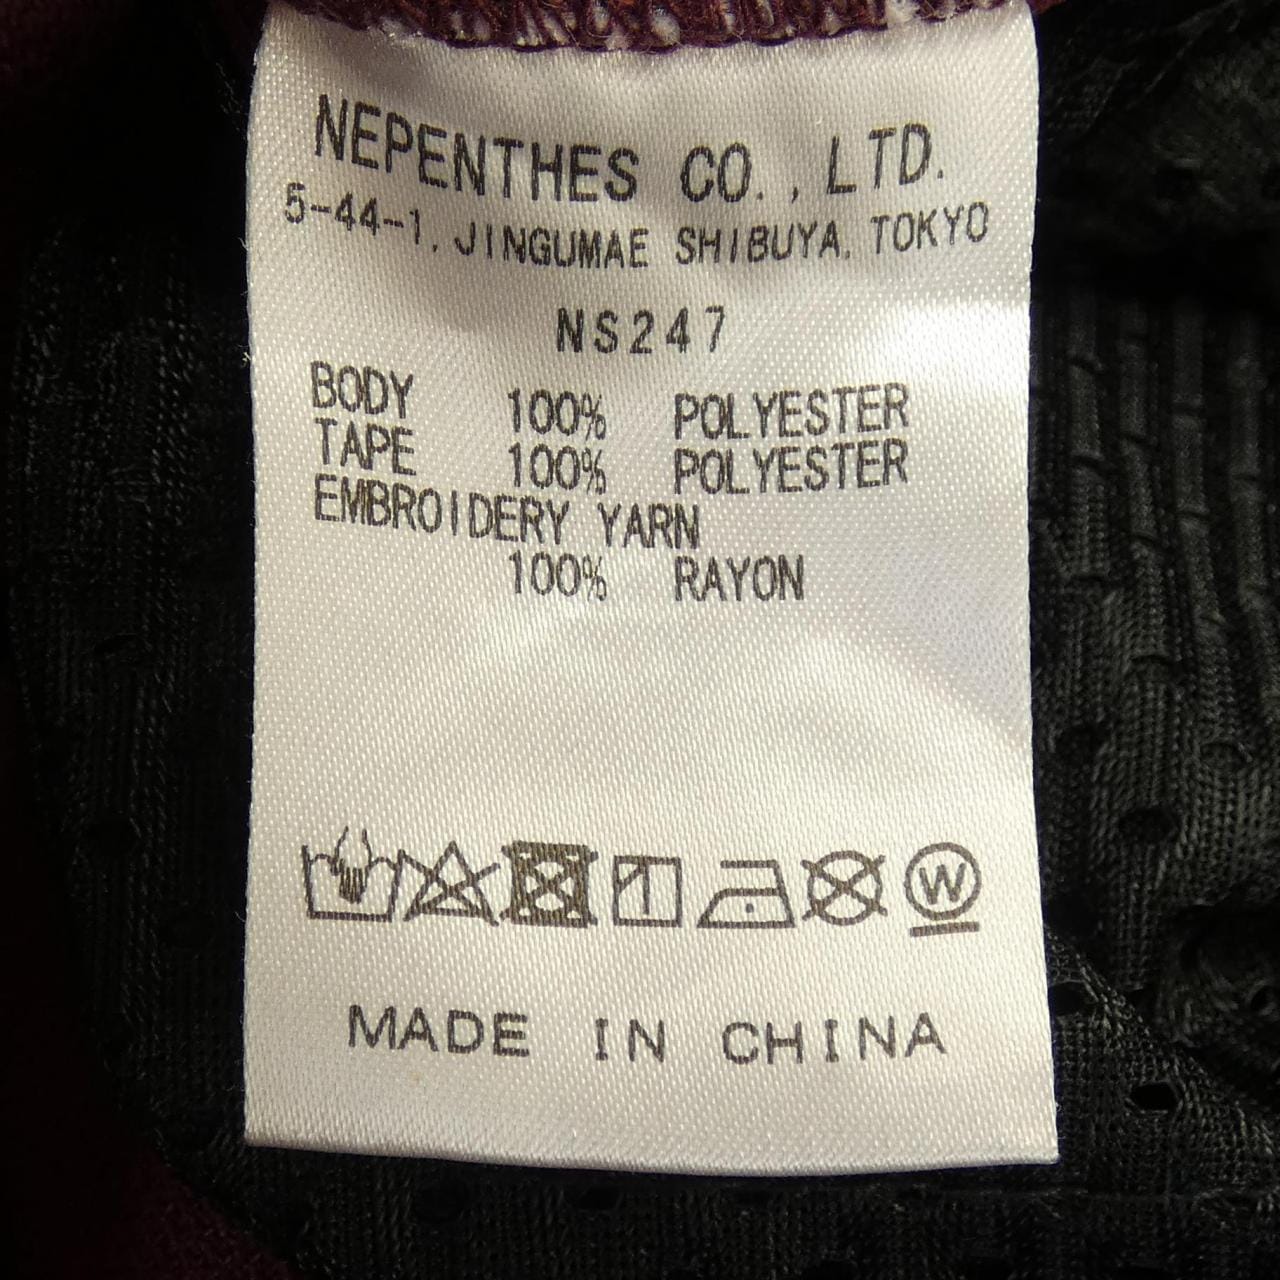 NEPENTHES CO., LTD.
5-44-1, JINGUMAE SHIBUYA, TOKYO
NS247
BODY 100% POLYESTER
TAPE 100% POLYESTER
EMBROIDERY YARN
100% RAYON
W
MADE IN CHINA